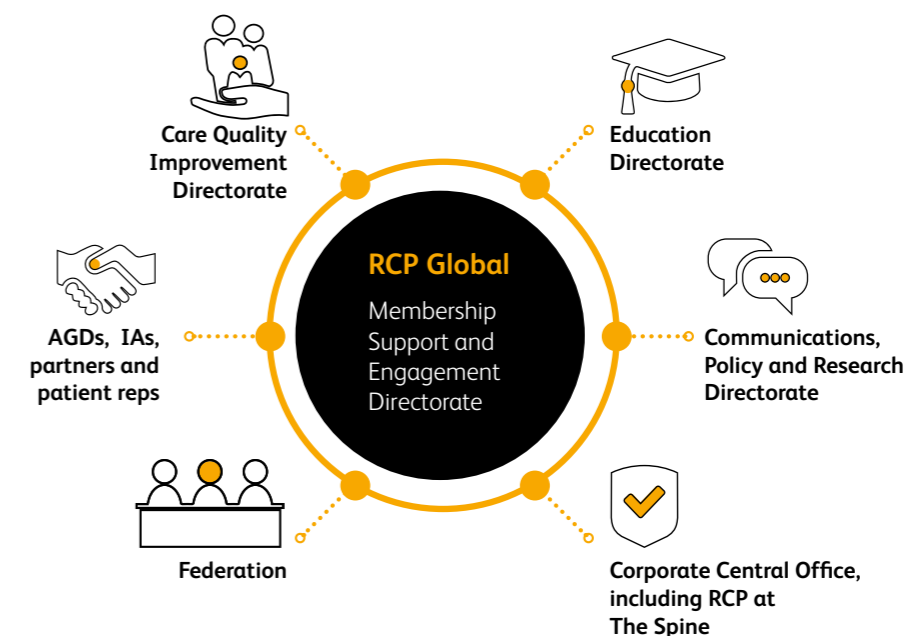 Care Quality
Improvement
Directorate
Education
Directorate
RCP Global
Membership
Support and
Engagement
Directorate
AGDs, IAs,
partners and
patient reps
Communications,
Policy and Research
Directorate
Federation
Corporate Central Office,
including RCP at
The Spine